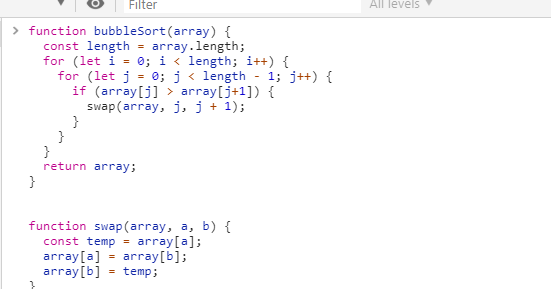 Filter
All levels ▼
> function bubbleSort(array) {
    const length = array.length;
    for (let i = 0; i < length; i++) {
      for (let j = 0; j < length - 1; j++) {
        if (array[j] > array[j+1]) {
          swap(array, j, j + 1);
        }
      }
    }
    return array;
  }
  function swap(array, a, b) {
    const temp = array[a];
    array[a] = array[b];
    array[b] = temp;
  }